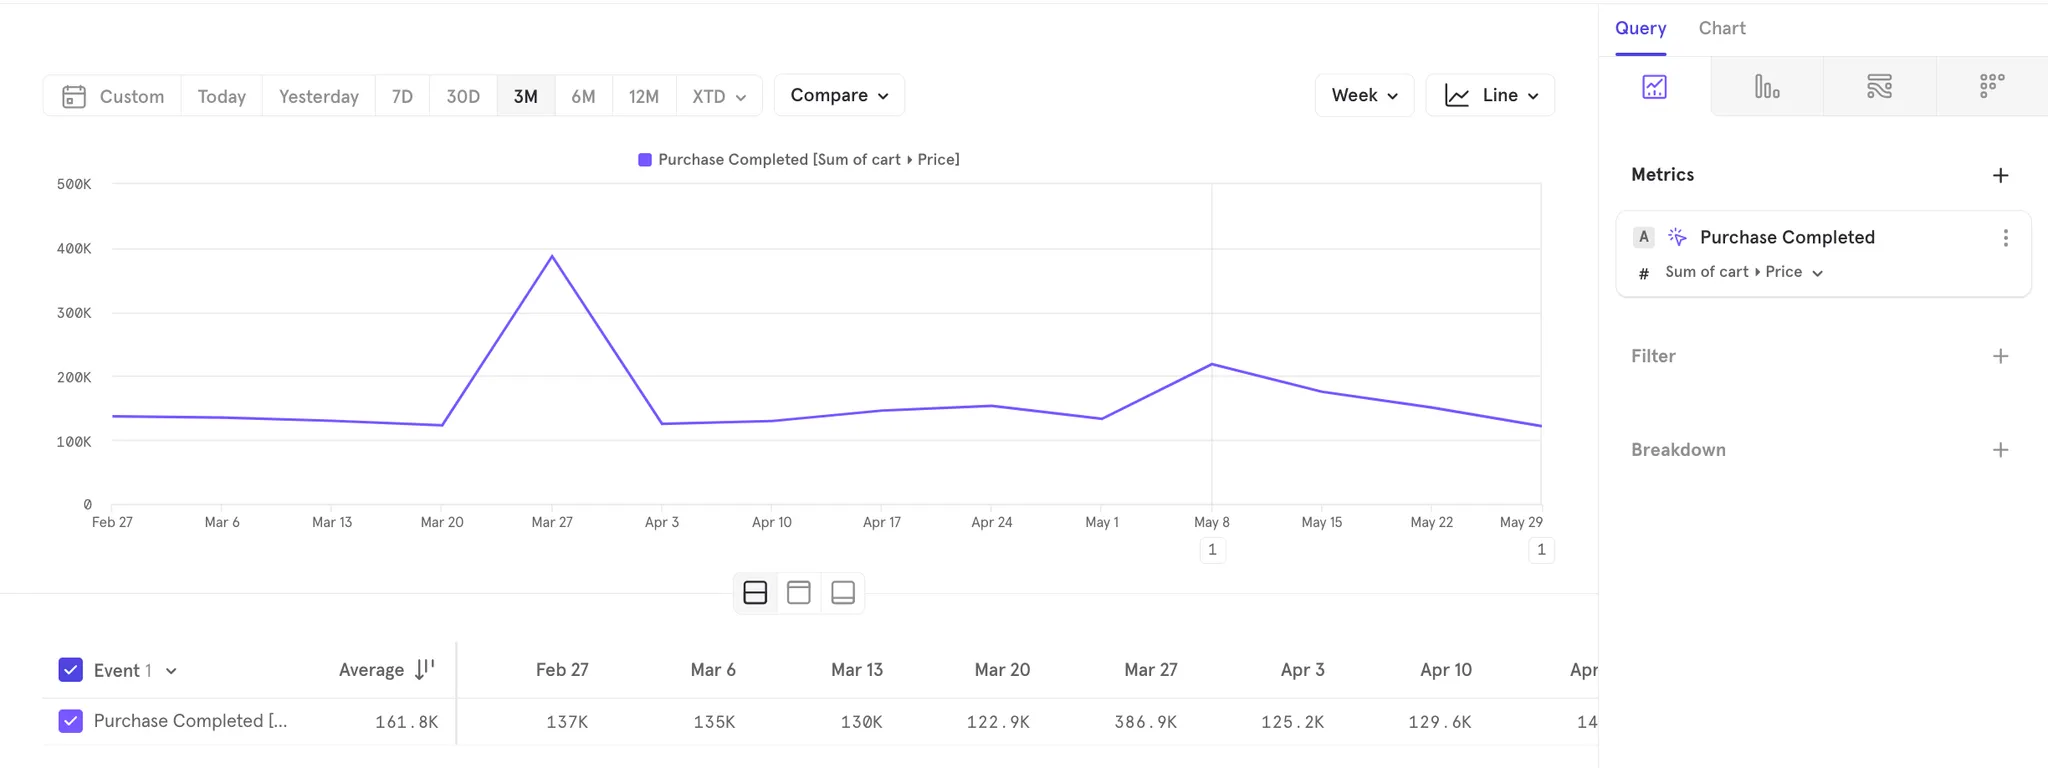 Query Chart
Custom Today Yesterday 7D 30D 3M 6M 12M XTD Compare Week Line
Purchase Completed [Sum of cart ▸ Price]
500K
400K
300K
200K
100K
0
Feb 27 Mar 6 Mar 13 Mar 20 Mar 27 Apr 3 Apr 10 Apr 17 Apr 24 May 1 May 8 May 15 May 22 May 29
1 1
Event 1 Average Feb 27 Mar 6 Mar 13 Mar 20 Mar 27 Apr 3 Apr 10 Apr
Purchase Completed [... 161.8K 137K 135K 130K 122.9K 386.9K 125.2K 129.6K 14
Metrics
A Purchase Completed
# Sum of cart ▸ Price
Filter
Breakdown